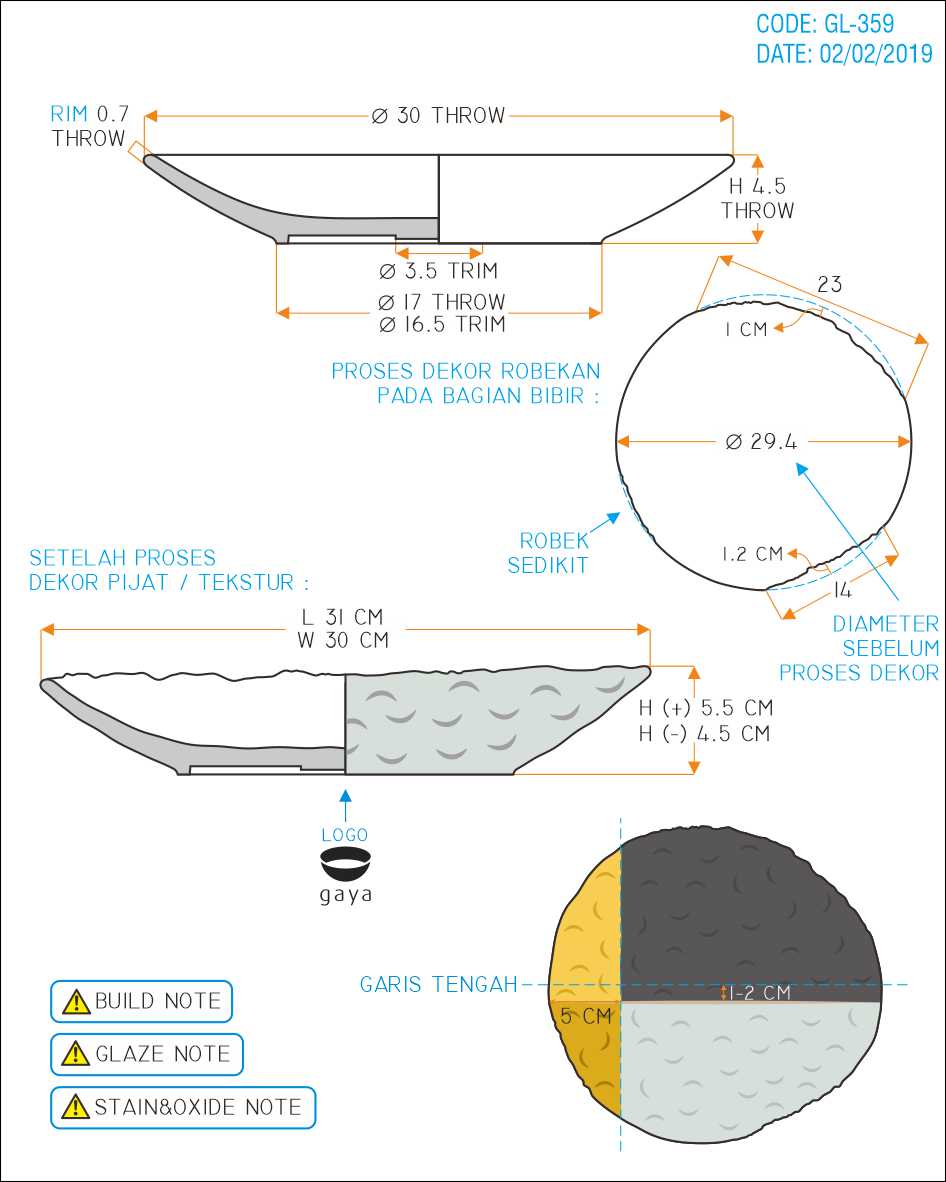 CODE: GL-359
DATE: 02/02/2019
RIM 0.7
THROW
Ø 30 THROW
H 4.5
THROW
Ø 3.5 TRIM
Ø 17 THROW
Ø 16.5 TRIM
23
1 CM
PROSES DEKOR ROBEKAN
PADA BAGIAN BIBIR :
Ø 29.4
ROBEK
SEDIKIT
1.2 CM
14
DIAMETER
SEBELUM
PROSES DEKOR
SETELAH PROSES
DEKOR PIJAT / TEKSTUR :
L 31 CM
W 30 CM
H (+) 5.5 CM
H (-) 4.5 CM
LOGO
gaya
GARIS TENGAH
1-2 CM
5 CM
BUILD NOTE
GLAZE NOTE
STAIN&OXIDE NOTE